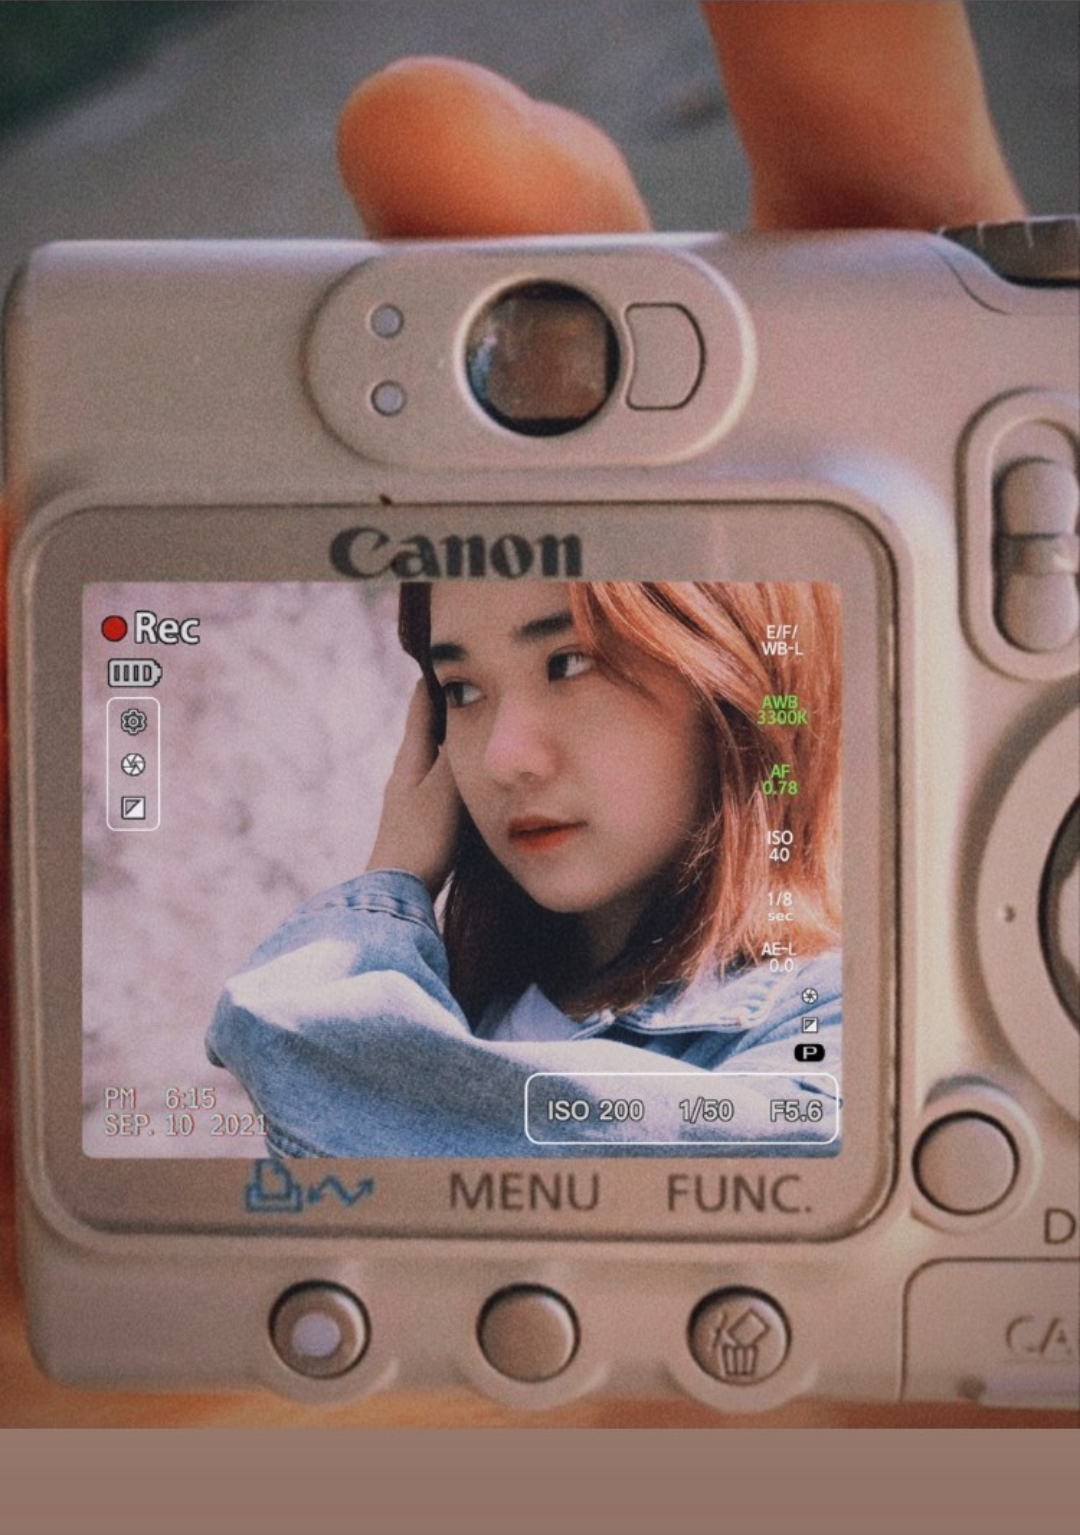 Canon
Rec
E/F/
WB-L
AWB
3300K
AF
0.78
ISO
40
1/8
sec
AE-L
0.0
P
PM 6:15
SEP. 10 2021
ISO 200 1/50 F5.6
MENU FUNC.